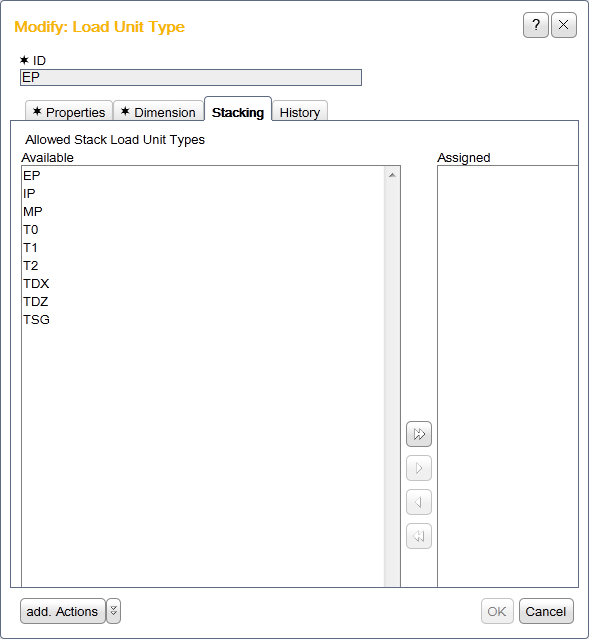 Modify: Load Unit Type
?
✶ ID
EP
✶ Properties
✶ Dimension
Stacking
History
Allowed Stack Load Unit Types
Available
Assigned
EP
IP
MP
T0
T1
T2
TDX
TDZ
TSG
add. Actions
OK
Cancel